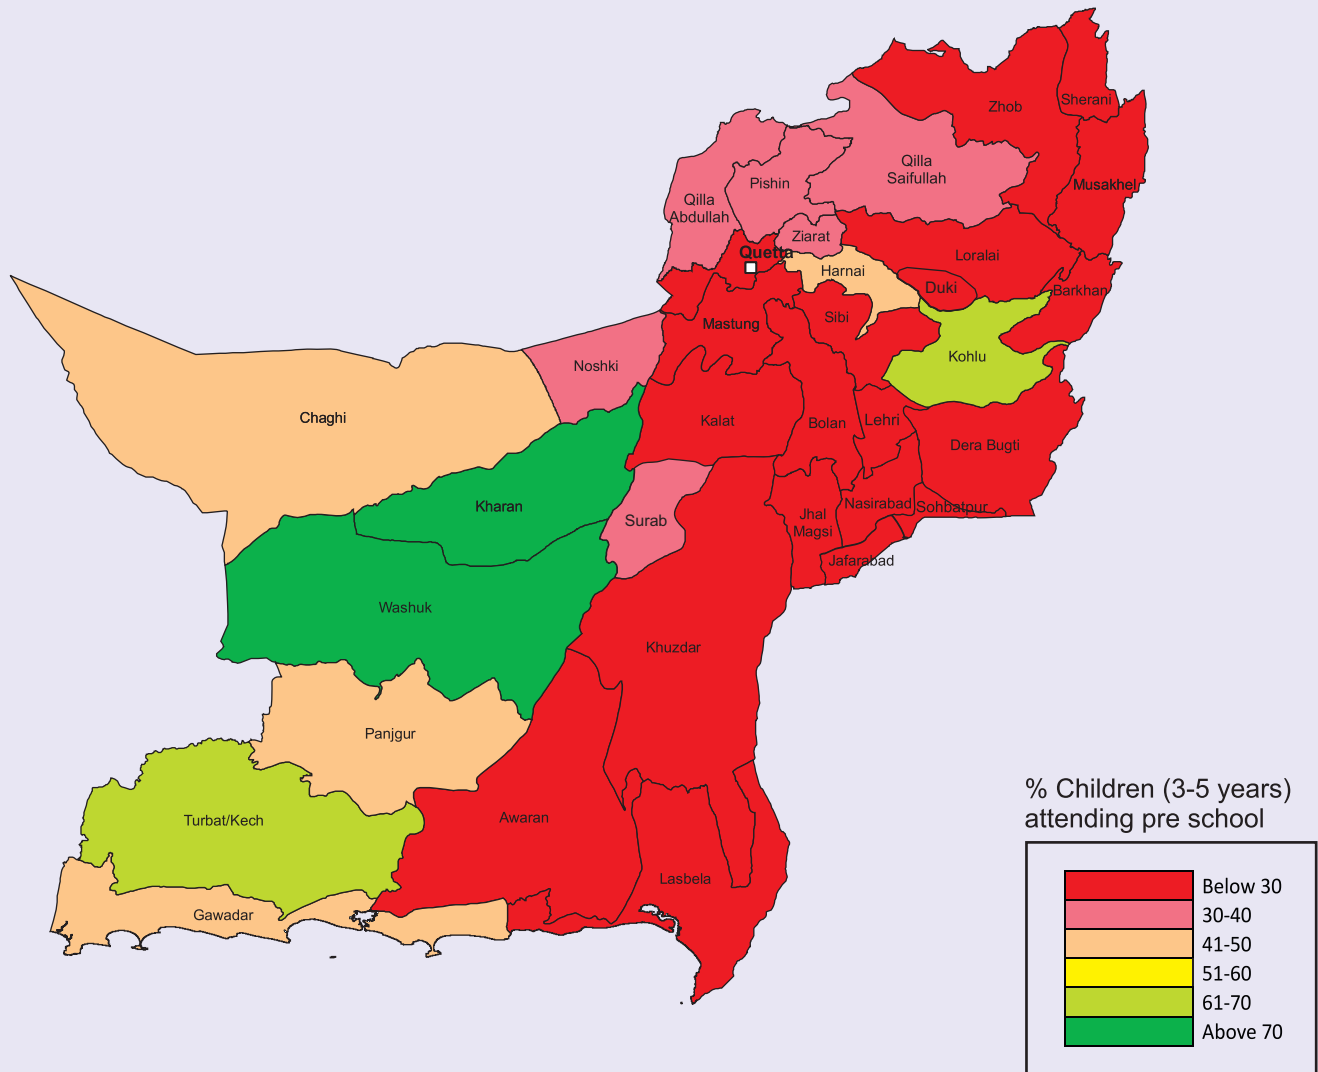 Zhob
Sherani
Qilla
Saifullah
Musakhel
Pishin
Qilla
Abdullah
Ziarat
Quetta
Loralai
Harnai
Duki
Barkhan
Sibi
Mastung
Kohlu
Noshki
Chaghi
Kalat
Bolan
Lehri
Dera Bugti
Kharan
Surab
Nasirabad
Sohbatpur
Jhal
Magsi
Jafarabad
Washuk
Khuzdar
Panjgur
Turbat/Kech
Awaran
Lasbela
Gawadar
% Children (3-5 years)
attending pre school
Below 30
30-40
41-50
51-60
61-70
Above 70